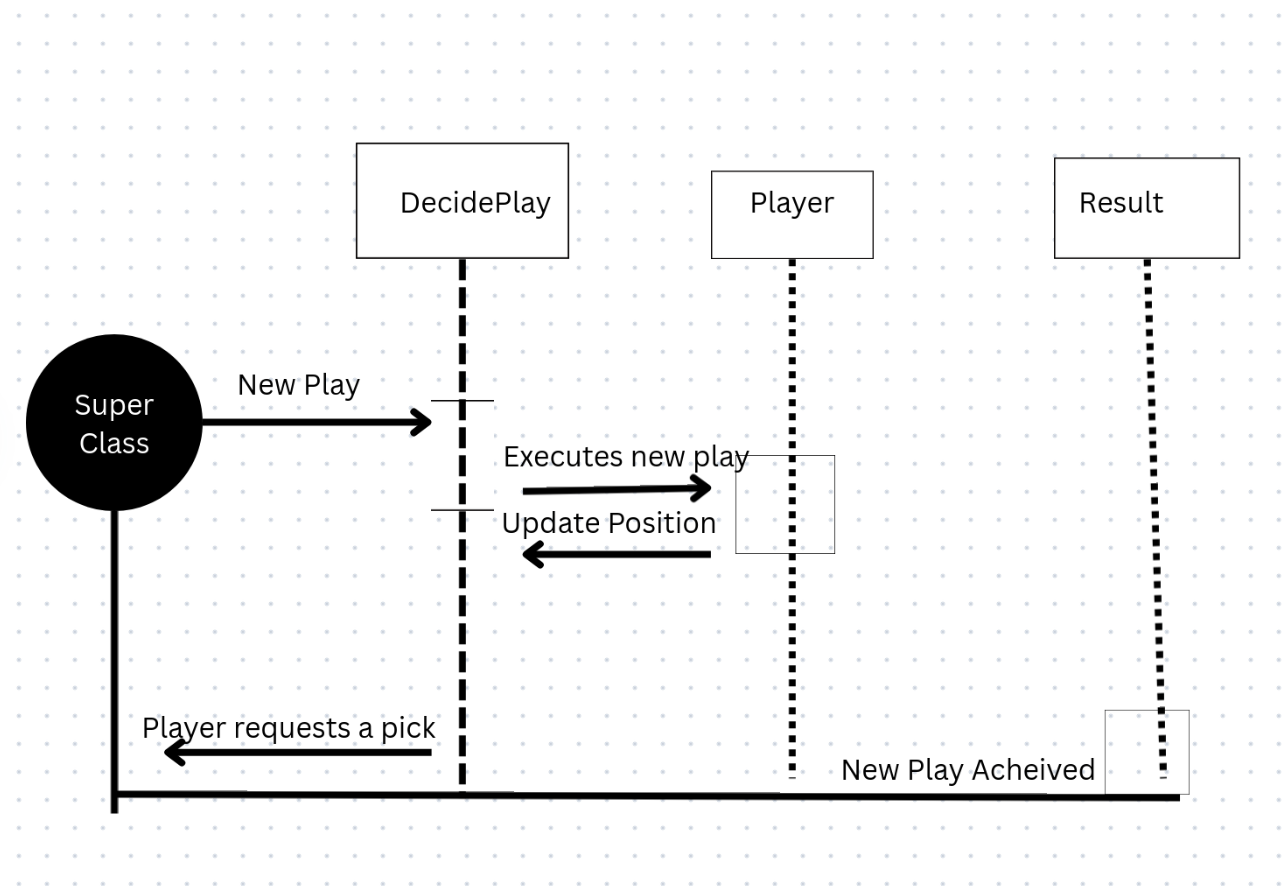 DecidePlay
Player
Result
New Play
Super
Class
Executes new play
Update Position
Player requests a pick
New Play Acheived